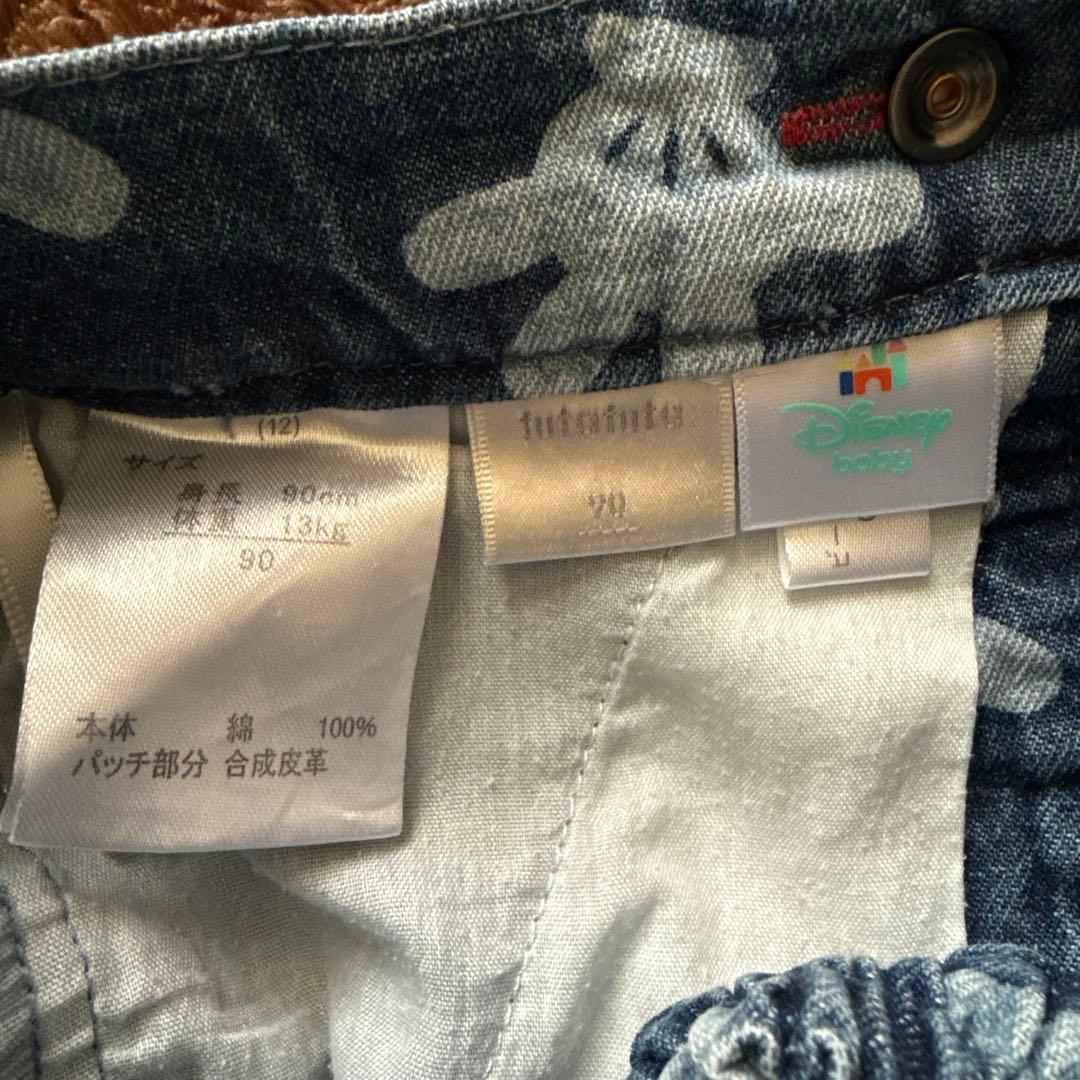 (12)
サイズ
身長 90cm
体重 13kg
90
本体 綿 100%
パッチ部分 合成皮革
futafuta
90
Disney
baby